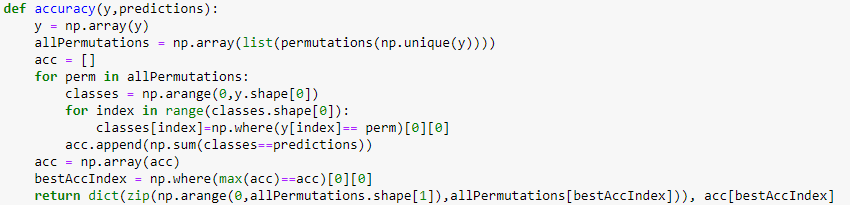 def accuracy(y,predictions):
    y = np.array(y)
    allPermutations = np.array(list(permutations(np.unique(y))))
    acc = []
    for perm in allPermutations:
        classes = np.arange(0,y.shape[0])
        for index in range(classes.shape[0]):
            classes[index]=np.where(y[index]== perm)[0][0]
        acc.append(np.sum(classes==predictions))
    acc = np.array(acc)
    bestAccIndex = np.where(max(acc)==acc)[0][0]
    return dict(zip(np.arange(0,allPermutations.shape[1]),allPermutations[bestAccIndex])), acc[bestAccIndex]